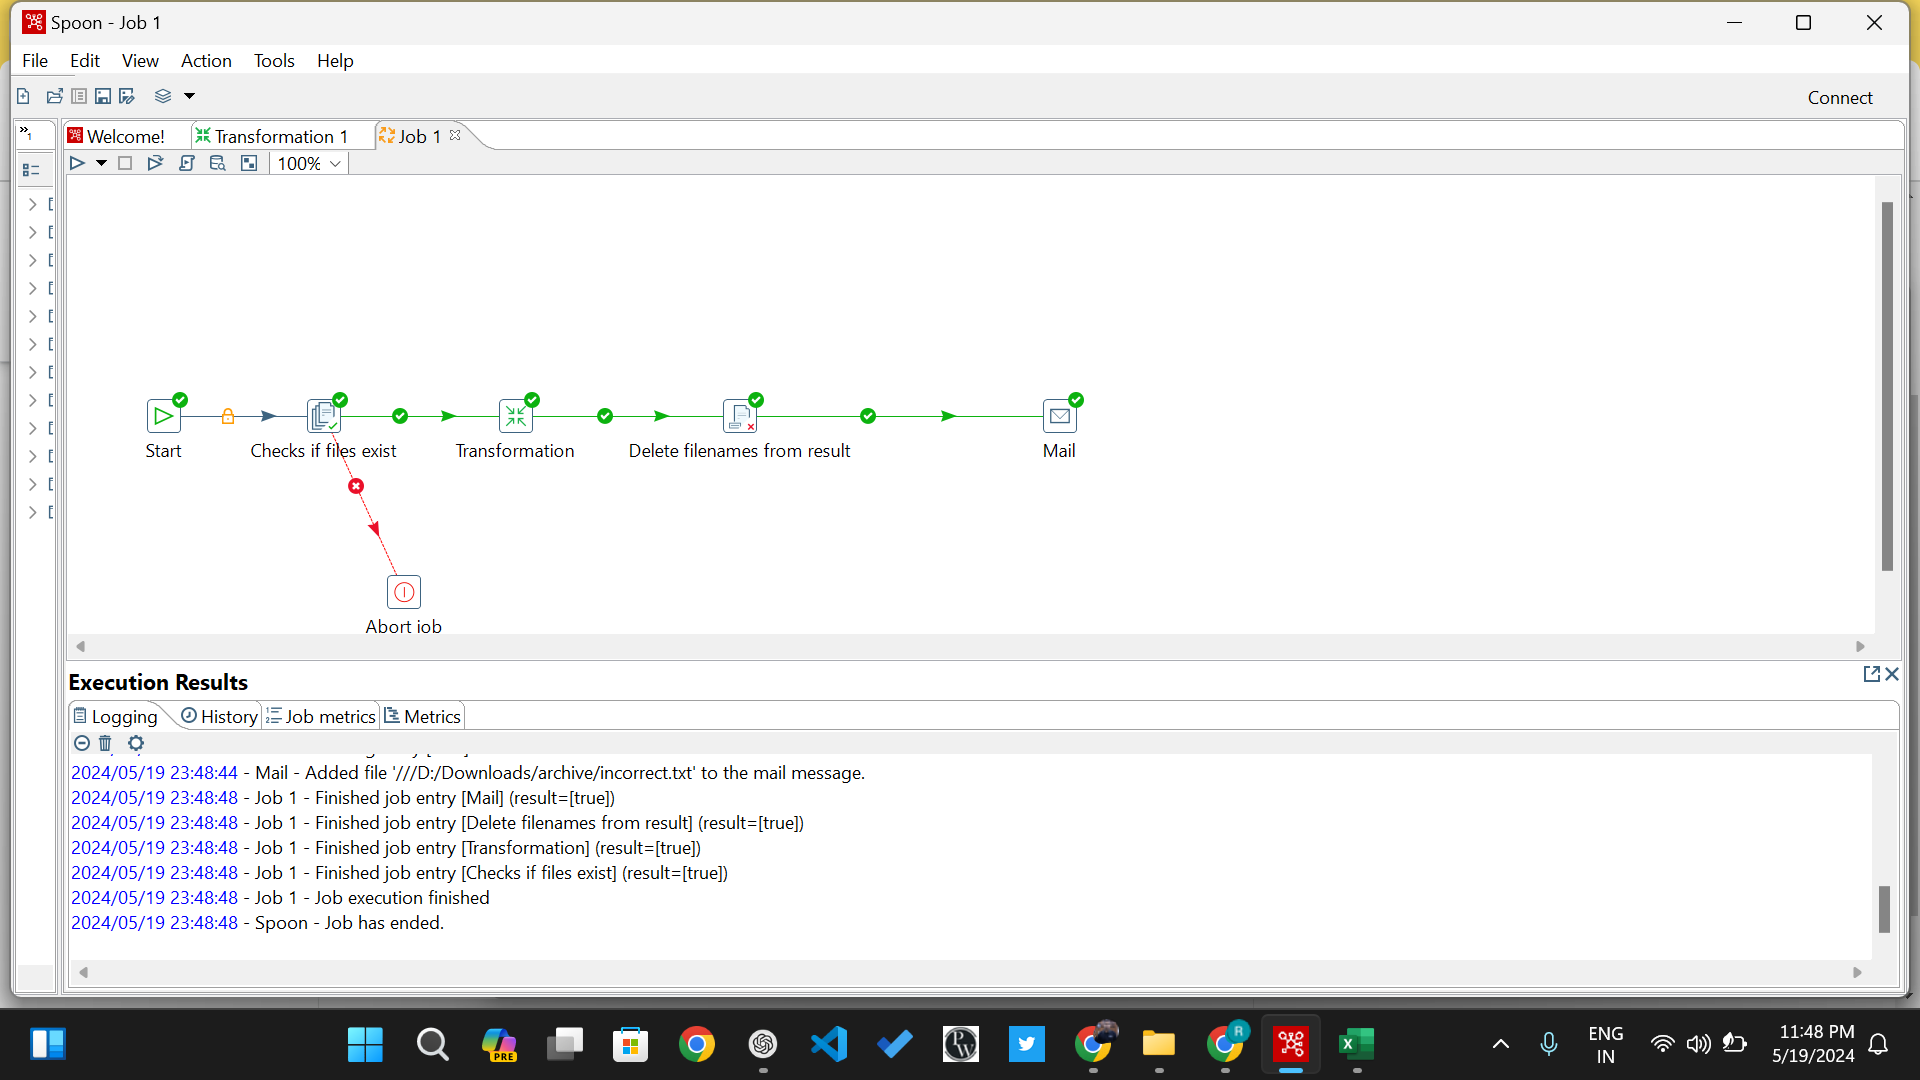 Spoon - Job 1
File Edit View Action Tools Help
Connect
»1
Welcome! Transformation 1 Job 1
100%
Start Checks if files exist Transformation Delete filenames from result Mail
Abort job
Execution Results
Logging History Job metrics Metrics
2024/05/19 23:48:44 - Mail - Added file '///D:/Downloads/archive/incorrect.txt' to the mail message.
2024/05/19 23:48:48 - Job 1 - Finished job entry [Mail] (result=[true])
2024/05/19 23:48:48 - Job 1 - Finished job entry [Delete filenames from result] (result=[true])
2024/05/19 23:48:48 - Job 1 - Finished job entry [Transformation] (result=[true])
2024/05/19 23:48:48 - Job 1 - Finished job entry [Checks if files exist] (result=[true])
2024/05/19 23:48:48 - Job 1 - Job execution finished
2024/05/19 23:48:48 - Spoon - Job has ended.
PRE
PW
R
ENG
IN
11:48 PM
5/19/2024